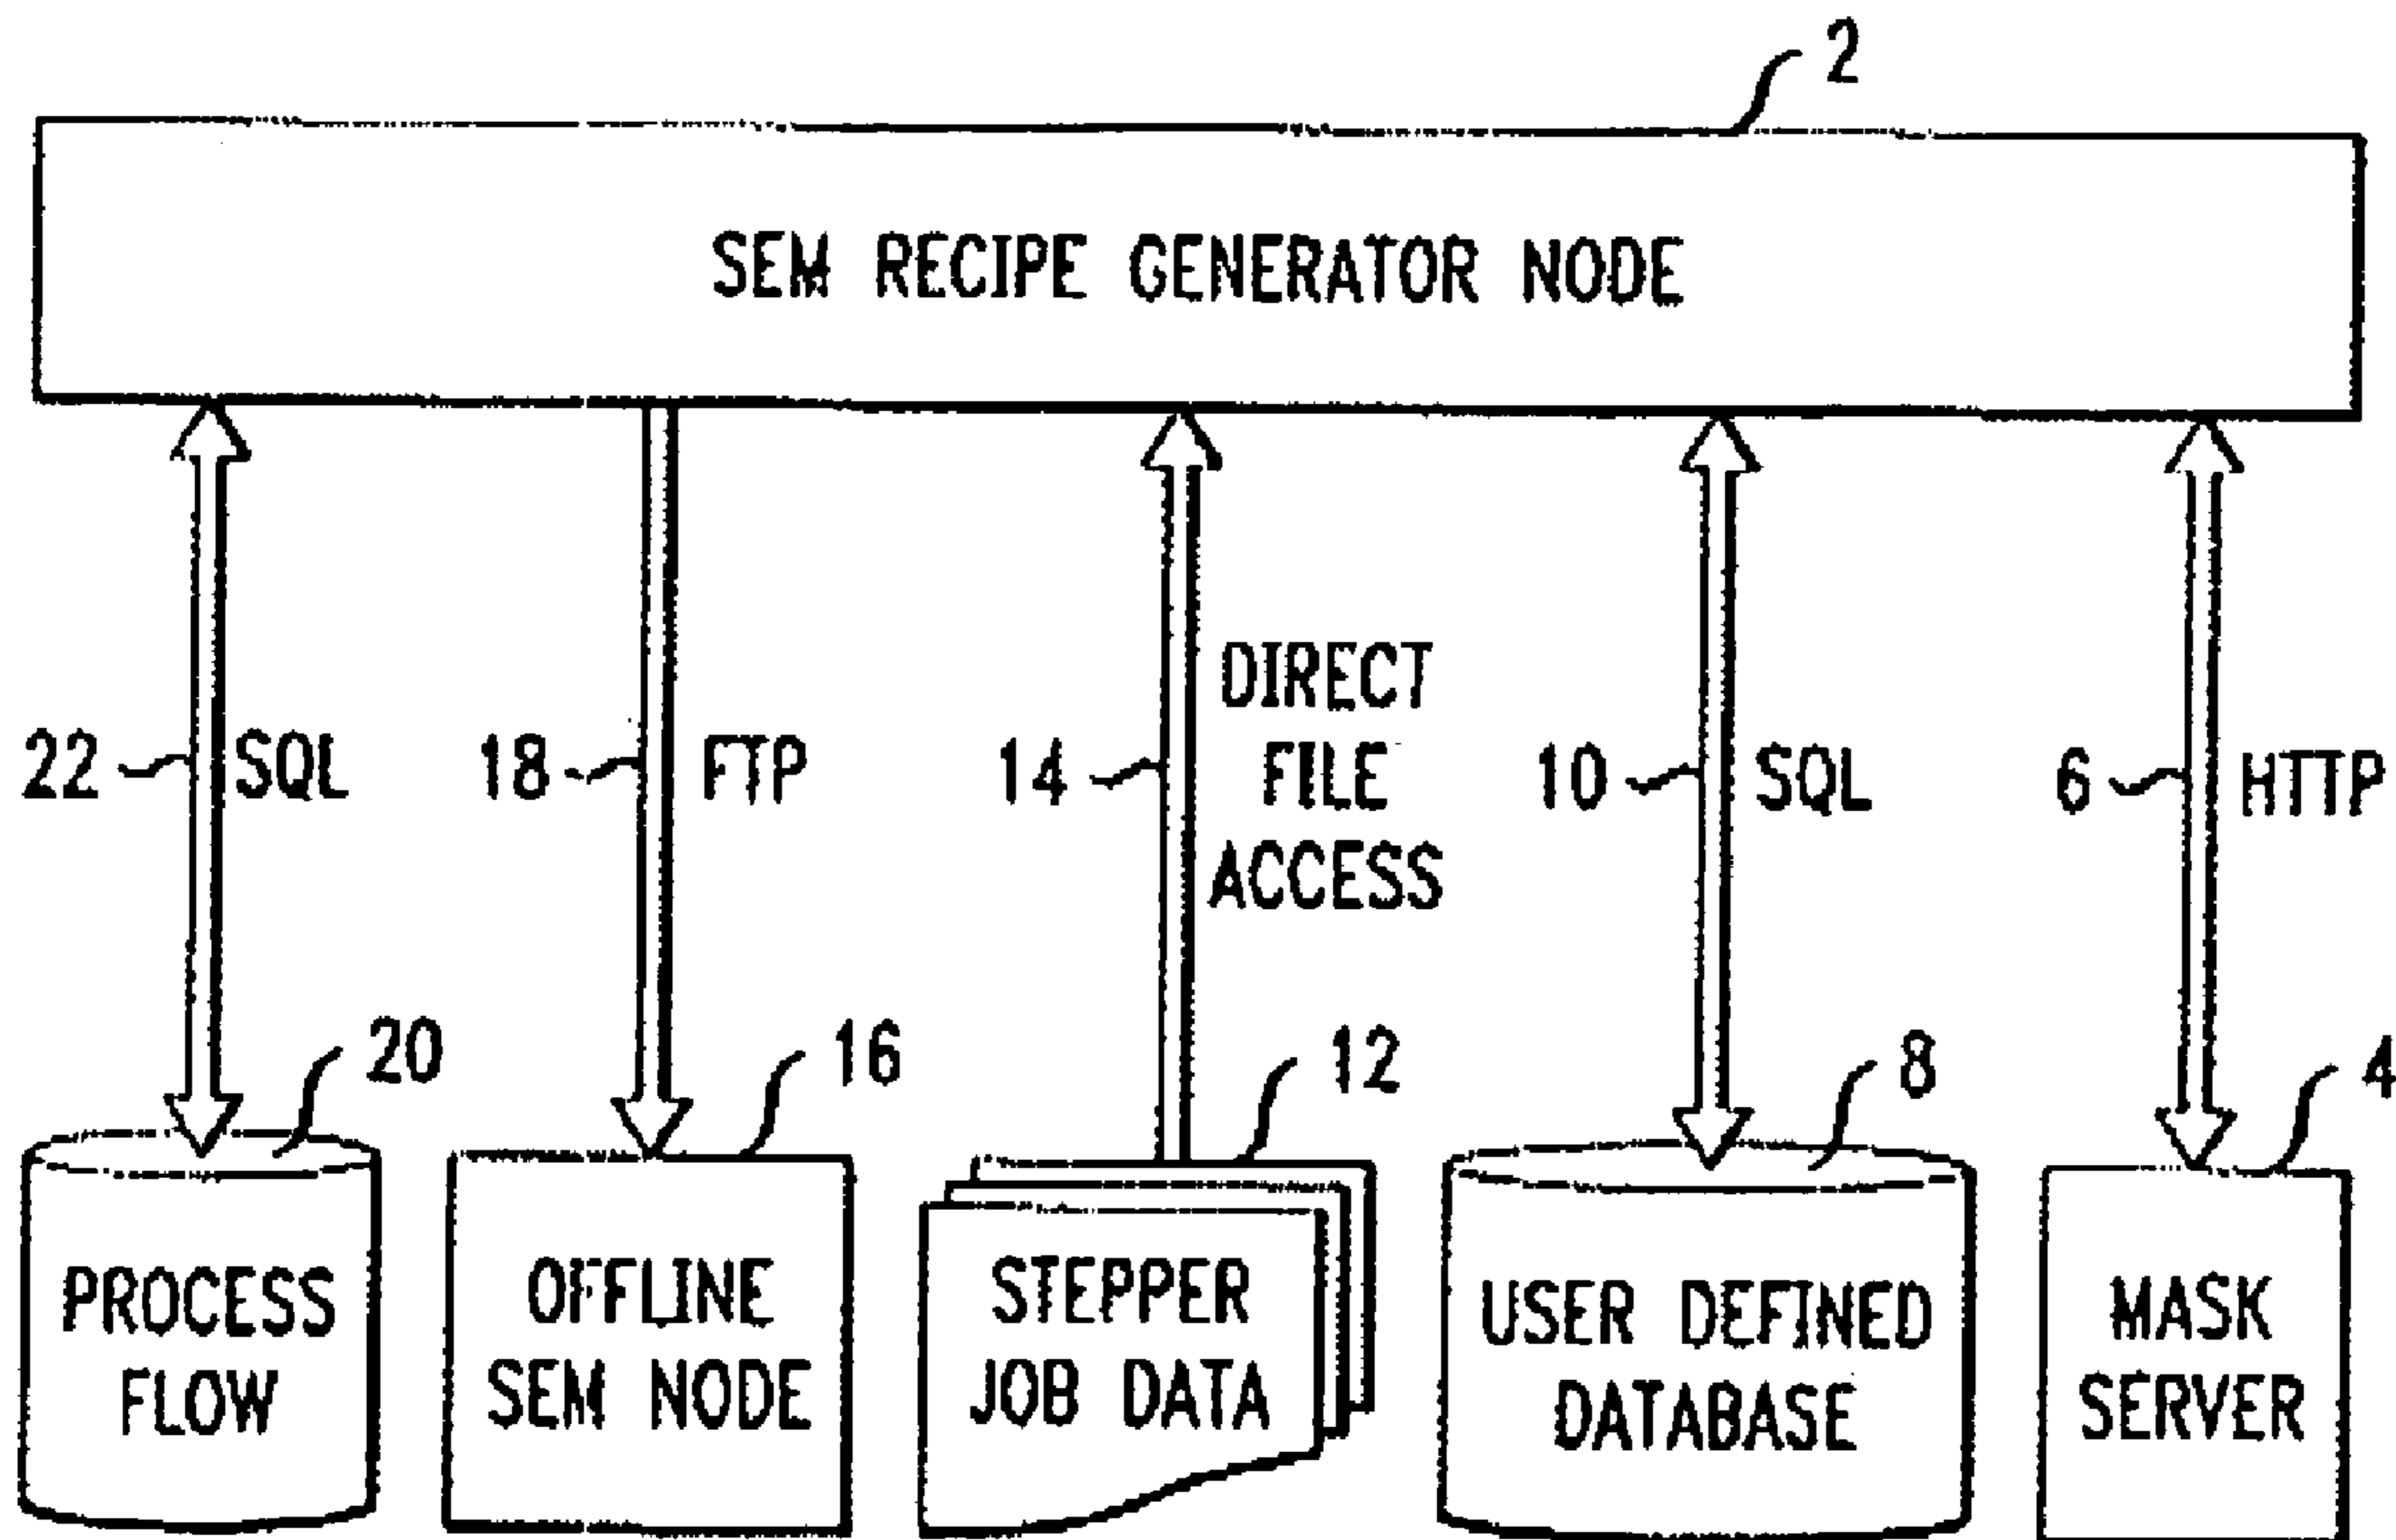 2
SEM RECIPE GENERATOR NODE
22
SQL
18
FTP
14
DIRECT
FILE
ACCESS
10
SQL
6
HTTP
20
16
12
8
4
PROCESS
FLOW
OFFLINE
SEM NODE
STEPPER
JOB DATA
USER DEFINED
DATABASE
MASK
SERVER